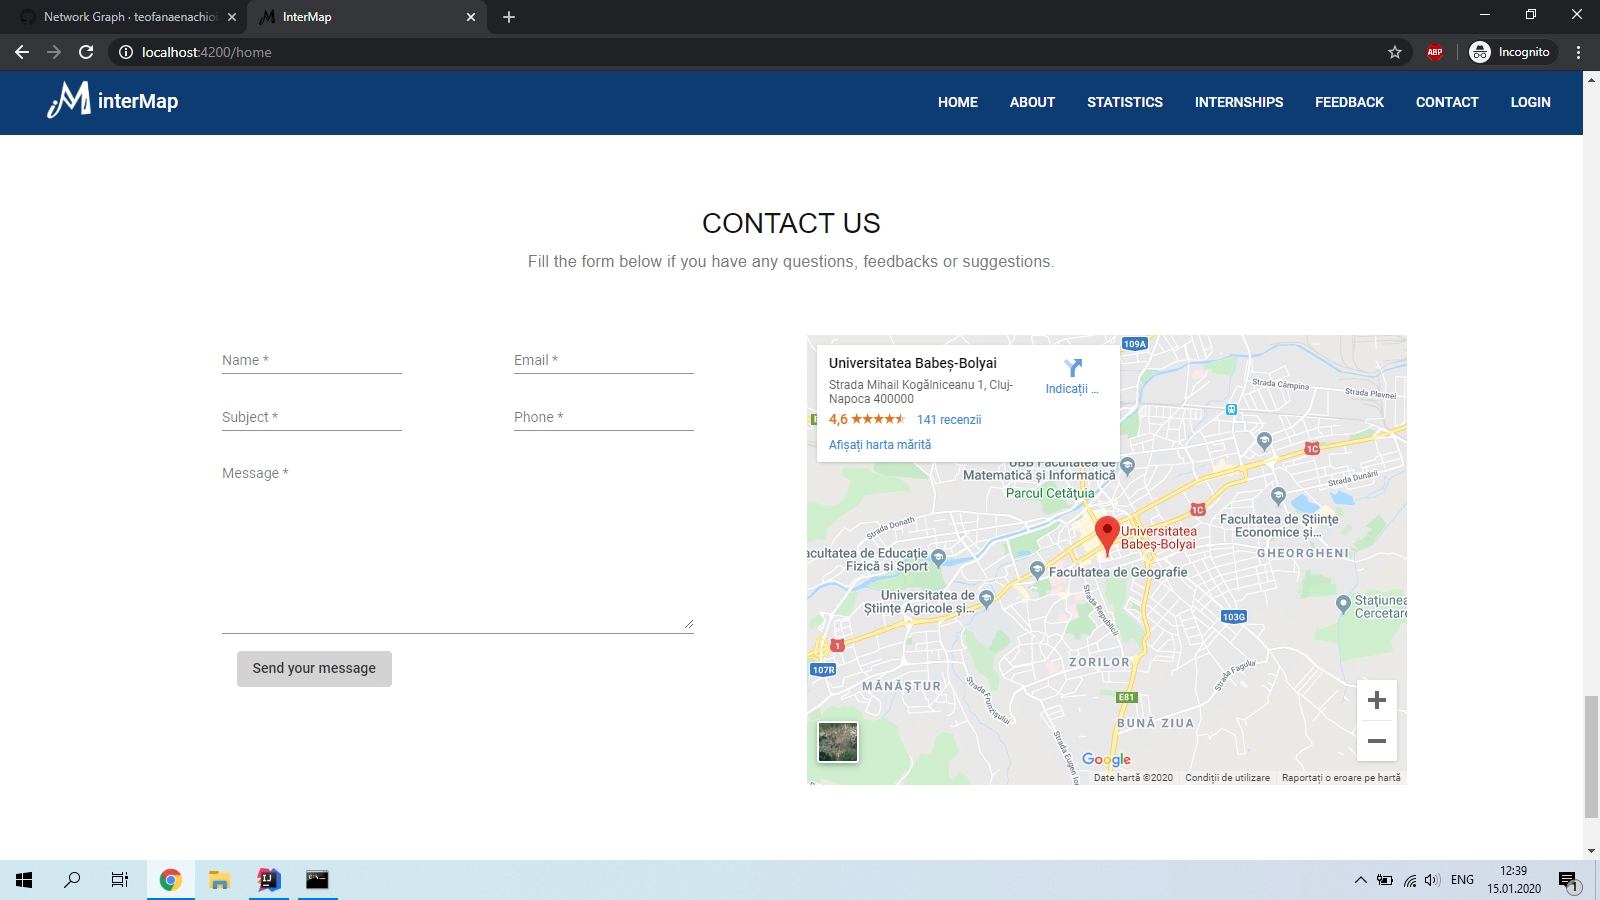 Network Graph · teofanaenachioi
InterMap
localhost:4200/home
ABP
Incognito
iM interMap
HOME ABOUT STATISTICS INTERNSHIPS FEEDBACK CONTACT LOGIN
CONTACT US
Fill the form below if you have any questions, feedbacks or suggestions.
Name * Email *
Subject * Phone *
Message *
Send your message
Universitatea Babeș-Bolyai
Strada Mihail Kogălniceanu 1, Cluj-
Napoca 400000
Indicații ...
4,6 141 recenzii
Afișați harta mărită
109A
Strada Câmpina
Strada Plevnei
UBB Facultatea de
Matematică și Informatică
1C
Parcul Cetățuia
Strada Dunării
1C
Strada Donath
Universitatea
Babeș-Bolyai
Facultatea de Științe
Economice și...
GHEORGHENI
acultatea de Educație
Fizică si Sport
Facultatea de Geografie
Universitatea de
Științe Agricole și...
Strada Republicii
Stațiunea
Cercetare
103G
1
107R
ZORILOR
Strada Fagului
MĂNĂȘTUR
Strada Frunzișului
E81
BUNĂ ZIUA
Strada Eugen Ior
Google
Date hartă ©2020 Condiții de utilizare Raportați o eroare pe hartă
IJ
C:\_
ENG
12:39
15.01.2020
1